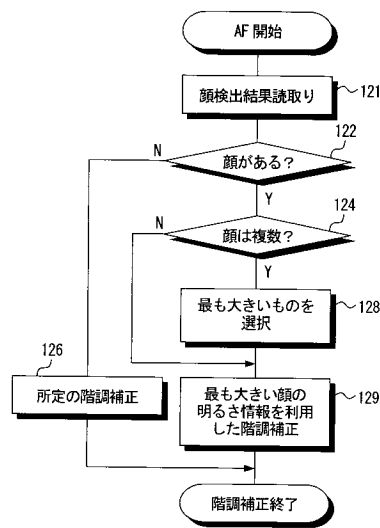 AF 開始
顔検出結果読取り
121
122
顔がある?
N
Y
124
顔は複数?
N
Y
最も大きいものを
選択
128
126
所定の階調補正
最も大きい顔の
明るさ情報を利用
した階調補正
129
階調補正終了